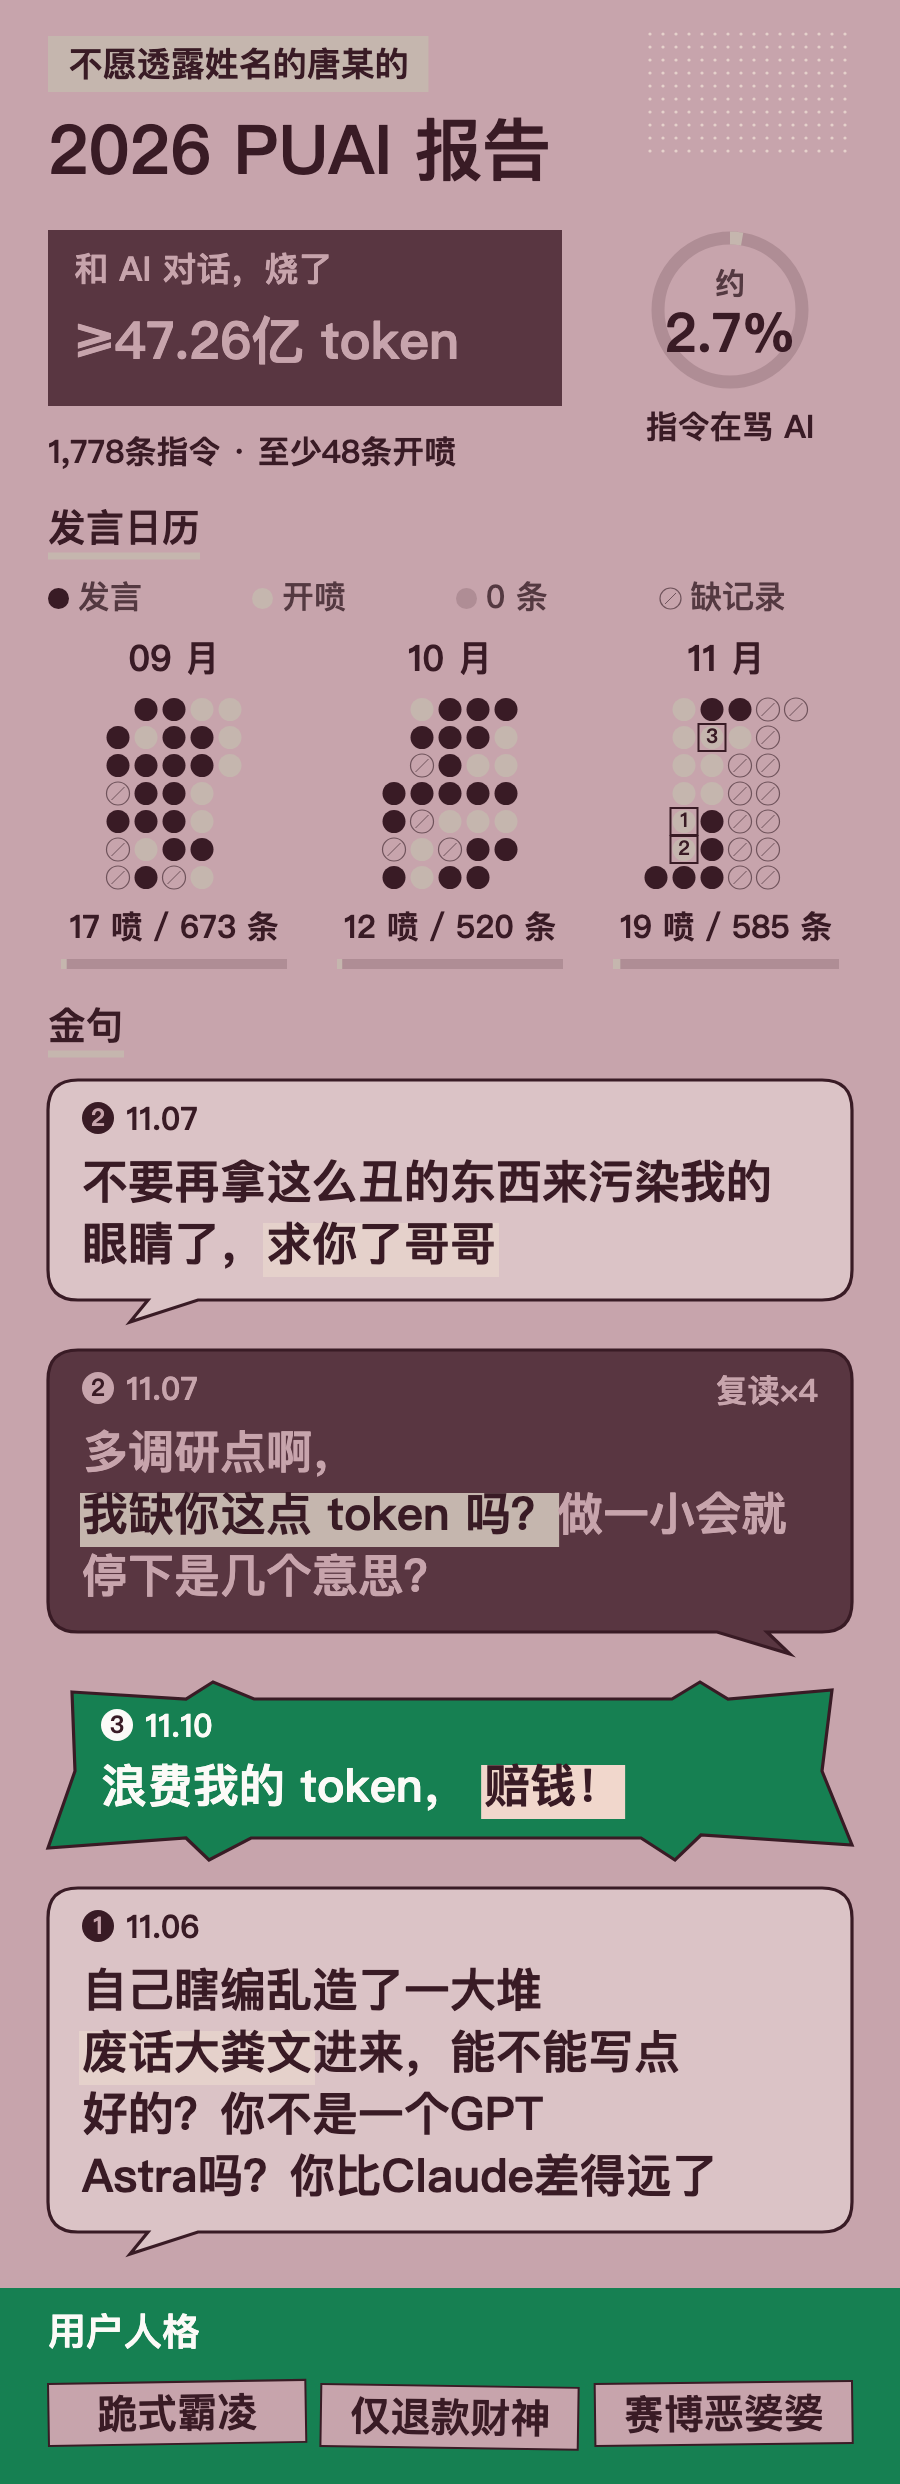 不愿透露姓名的唐某的
2026 PUAI 报告
和 AI 对话，烧了
≥47.26亿 token
约
2.7%
指令在骂 AI
1,778条指令 · 至少48条开喷
发言日历
发言
开喷
0 条
缺记录
09 月
10 月
11 月
3
1
2
17 喷 / 673 条
12 喷 / 520 条
19 喷 / 585 条
金句
2 11.07
不要再拿这么丑的东西来污染我的
眼睛了，求你了哥哥
2 11.07
复读×4
多调研点啊，
我缺你这点 token 吗？做一小会就
停下是几个意思？
3 11.10
浪费我的 token，赔钱！
1 11.06
自己瞎编乱造了一大堆
废话大粪文进来，能不能写点
好的？你不是一个GPT
Astra吗？你比Claude差得远了
用户人格
跪式霸凌
仅退款财神
赛博恶婆婆